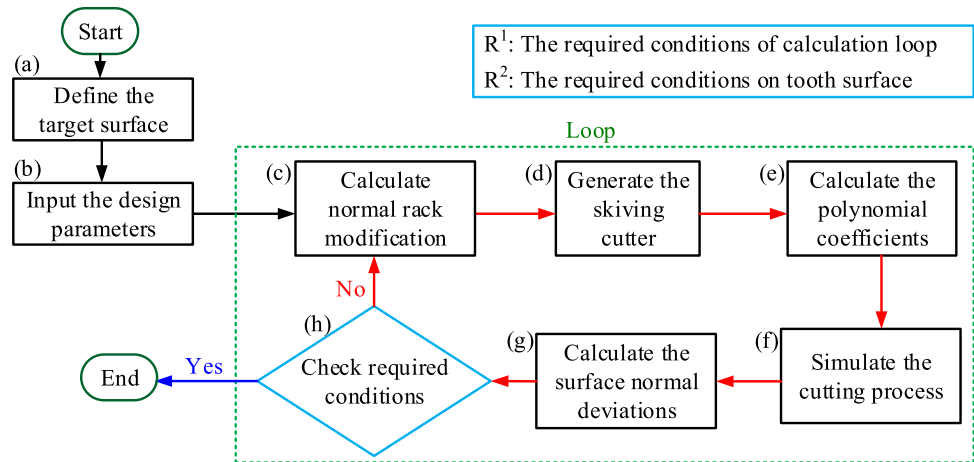 Start
(a)
Define the
target surface
(b)
Input the design
parameters
R¹: The required conditions of calculation loop
R²: The required conditions on tooth surface
Loop
(c)
Calculate
normal rack
modification
(d)
Generate the
skiving
cutter
(e)
Calculate the
polynomial
coefficients
(f)
Simulate the
cutting process
(g)
Calculate the
surface normal
deviations
(h)
Check required
conditions
No
Yes
End